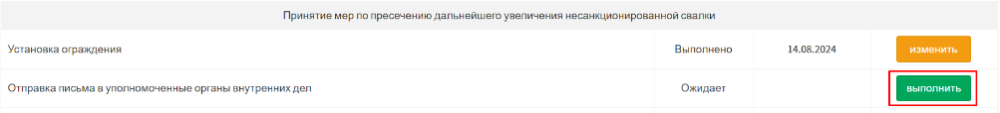 Принятие мер по пресечению дальнейшего увеличения несанкционированной свалки
Установка ограждения Выполнено 14.08.2024 изменить
Отправка письма в уполномоченные органы внутренних дел Ожидает выполнить